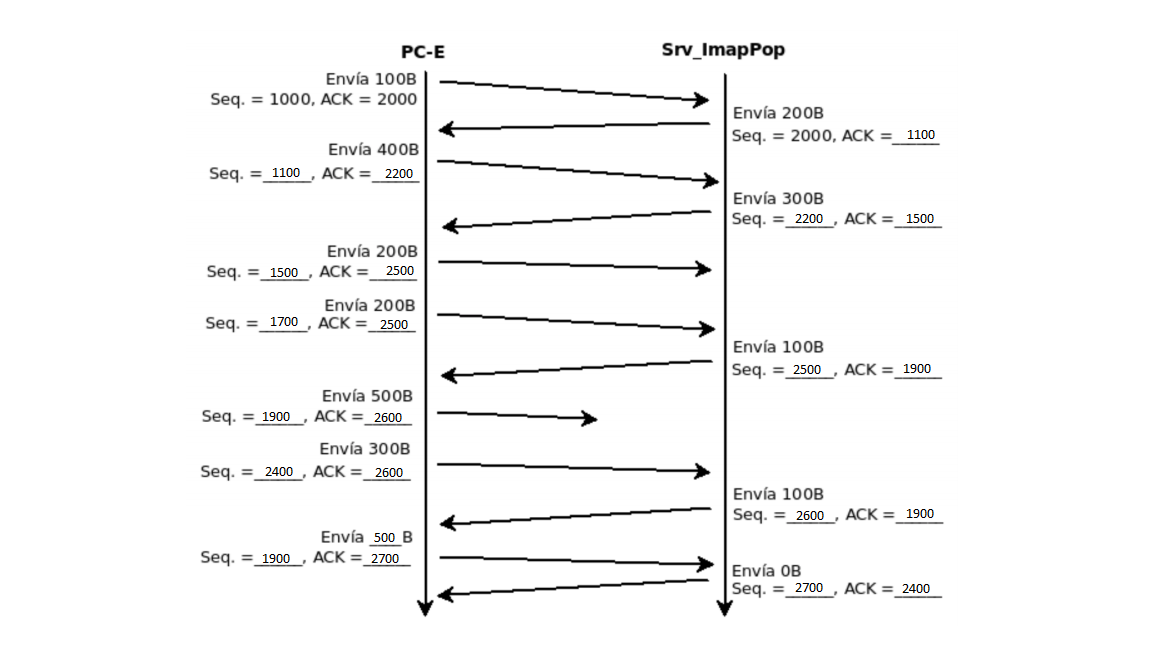 PC-E
Srv_ImapPop
Envía 100B
Seq. = 1000, ACK = 2000
Envía 200B
Seq. = 2000, ACK = 1100
Envía 400B
Seq. = 1100, ACK = 2200
Envía 300B
Seq. = 2200, ACK = 1500
Envía 200B
Seq. = 1500, ACK = 2500
Envía 200B
Seq. = 1700, ACK = 2500
Envía 100B
Seq. = 2500, ACK = 1900
Envía 500B
Seq. = 1900, ACK = 2600
Envía 300B
Seq. = 2400, ACK = 2600
Envía 100B
Seq. = 2600, ACK = 1900
Envía 500 B
Seq. = 1900, ACK = 2700
Envía 0B
Seq. = 2700, ACK = 2400